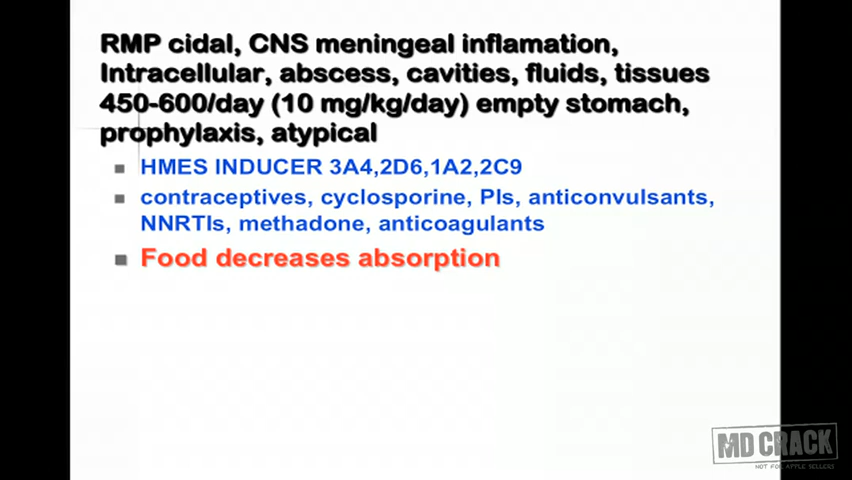 RMP cidal, CNS meningeal inflamation,
Intracellular, abscess, cavities, fluids, tissues
450-600/day (10 mg/kg/day) empty stomach,
prophylaxis, atypical
HMES INDUCER 3A4,2D6,1A2,2C9
contraceptives, cyclosporine, PIs, anticonvulsants,
NNRTIs, methadone, anticoagulants
Food decreases absorption
MD CRACK
NOT FOR APPLE SELLERS